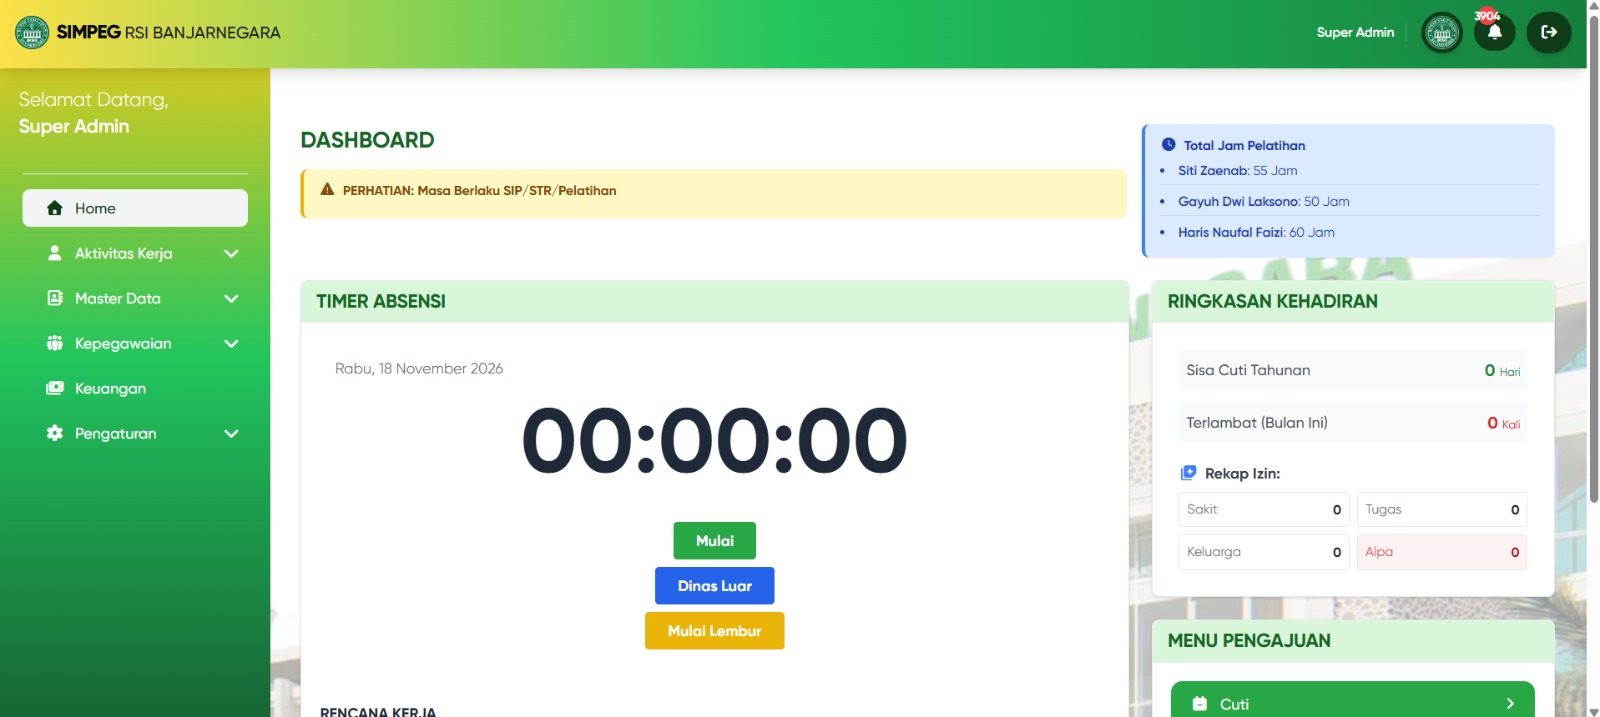 SIMPEG RSI BANJARNEGARA
Super Admin
3904
Selamat Datang,
Super Admin
Home
Aktivitas Kerja
Master Data
Kepegawaian
Keuangan
Pengaturan
DASHBOARD
PERHATIAN: Masa Berlaku SIP/STR/Pelatihan
Total Jam Pelatihan
• Siti Zaenab: 55 Jam
• Gayuh Dwi Laksono: 50 Jam
• Haris Naufal Faizi: 60 Jam
TIMER ABSENSI
Rabu, 18 November 2026
00:00:00
Mulai
Dinas Luar
Mulai Lembur
RENCANA KERJA
RINGKASAN KEHADIRAN
Sisa Cuti Tahunan 0 Hari
Terlambat (Bulan Ini) 0 Kali
Rekap Izin:
Sakit 0 Tugas 0
Keluarga 0 Alpa 0
MENU PENGAJUAN
Cuti